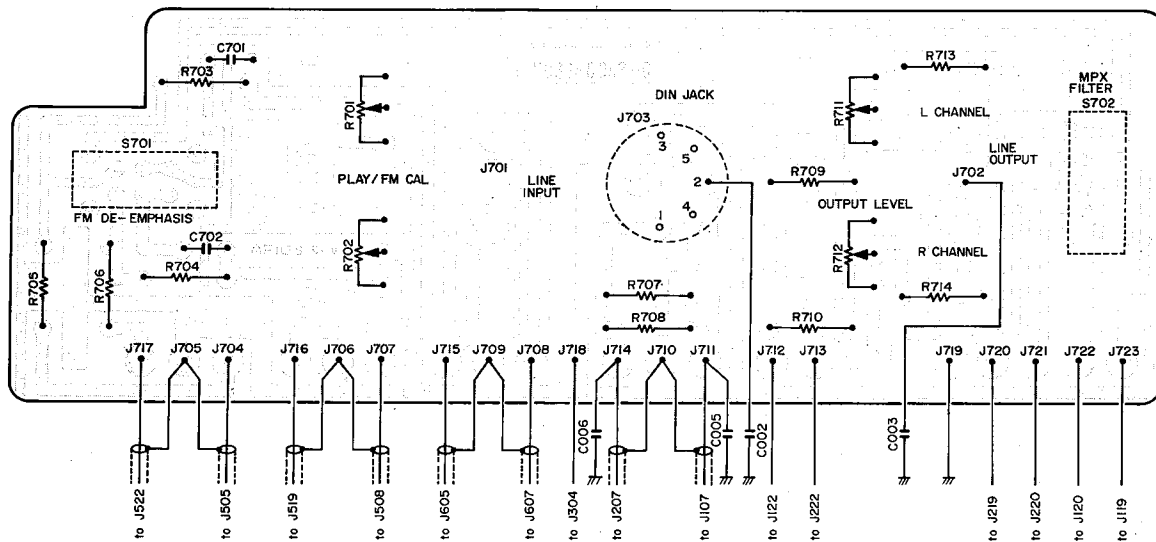 C701
R703
R713
MPX
FILTER
S702
R701
DIN JACK
R711
L CHANNEL
J703
3
5
S701
J701
LINE
OUTPUT
PLAY/FM CAL
LINE
INPUT
2
R709
J702
FM DE-EMPHASIS
4
1
OUTPUT LEVEL
C702
R702
R712
R CHANNEL
R704
R705
R706
R707
R714
R708
R710
J717
J705
J704
J716
J706
J707
J715
J709
J708
J718
J714
J710
J711
J712
J713
J719
J720
J721
J722
J723
C006
C005
C002
C003
to J522
to J505
to J519
to J508
to J605
to J607
to J304
to J207
to J107
to J122
to J222
to J219
to J220
to J120
to J119